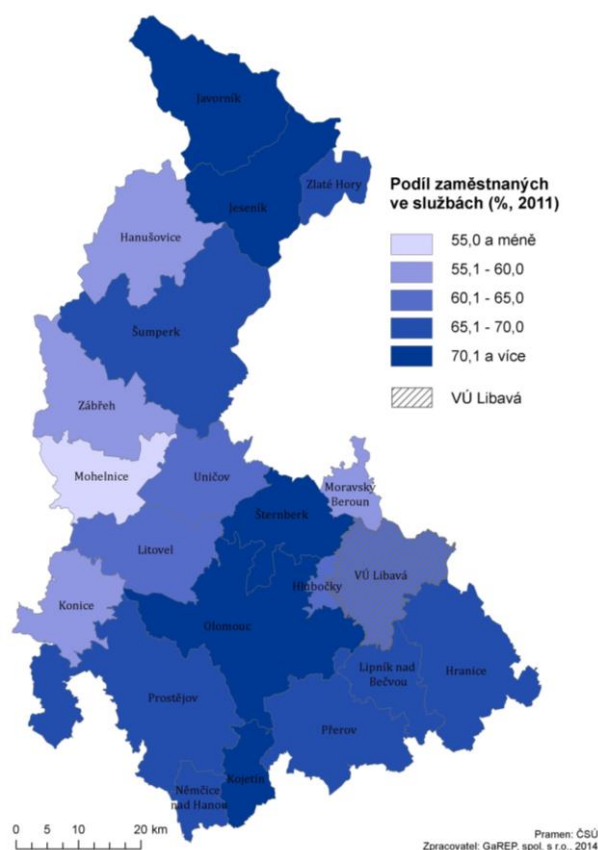 Javorník
Zlaté Hory
Jeseník
Hanušovice
Podíl zaměstnaných
ve službách (%, 2011)
55,0 a méně
55,1 - 60,0
60,1 - 65,0
65,1 - 70,0
70,1 a více
VÚ Libavá
Šumperk
Zábřeh
Mohelnice
Uničov
Moravský
Beroun
Šternberk
Litovel
VÚ Libavá
Hlubočky
Konice
Olomouc
Lipník nad
Bečvou
Hranice
Prostějov
Přerov
Kojetín
Němčice
nad Hanou
0 5 10 20 km
Pramen: ČSÚ
Zpracovatel: GaREP, spol. s r.o., 2014